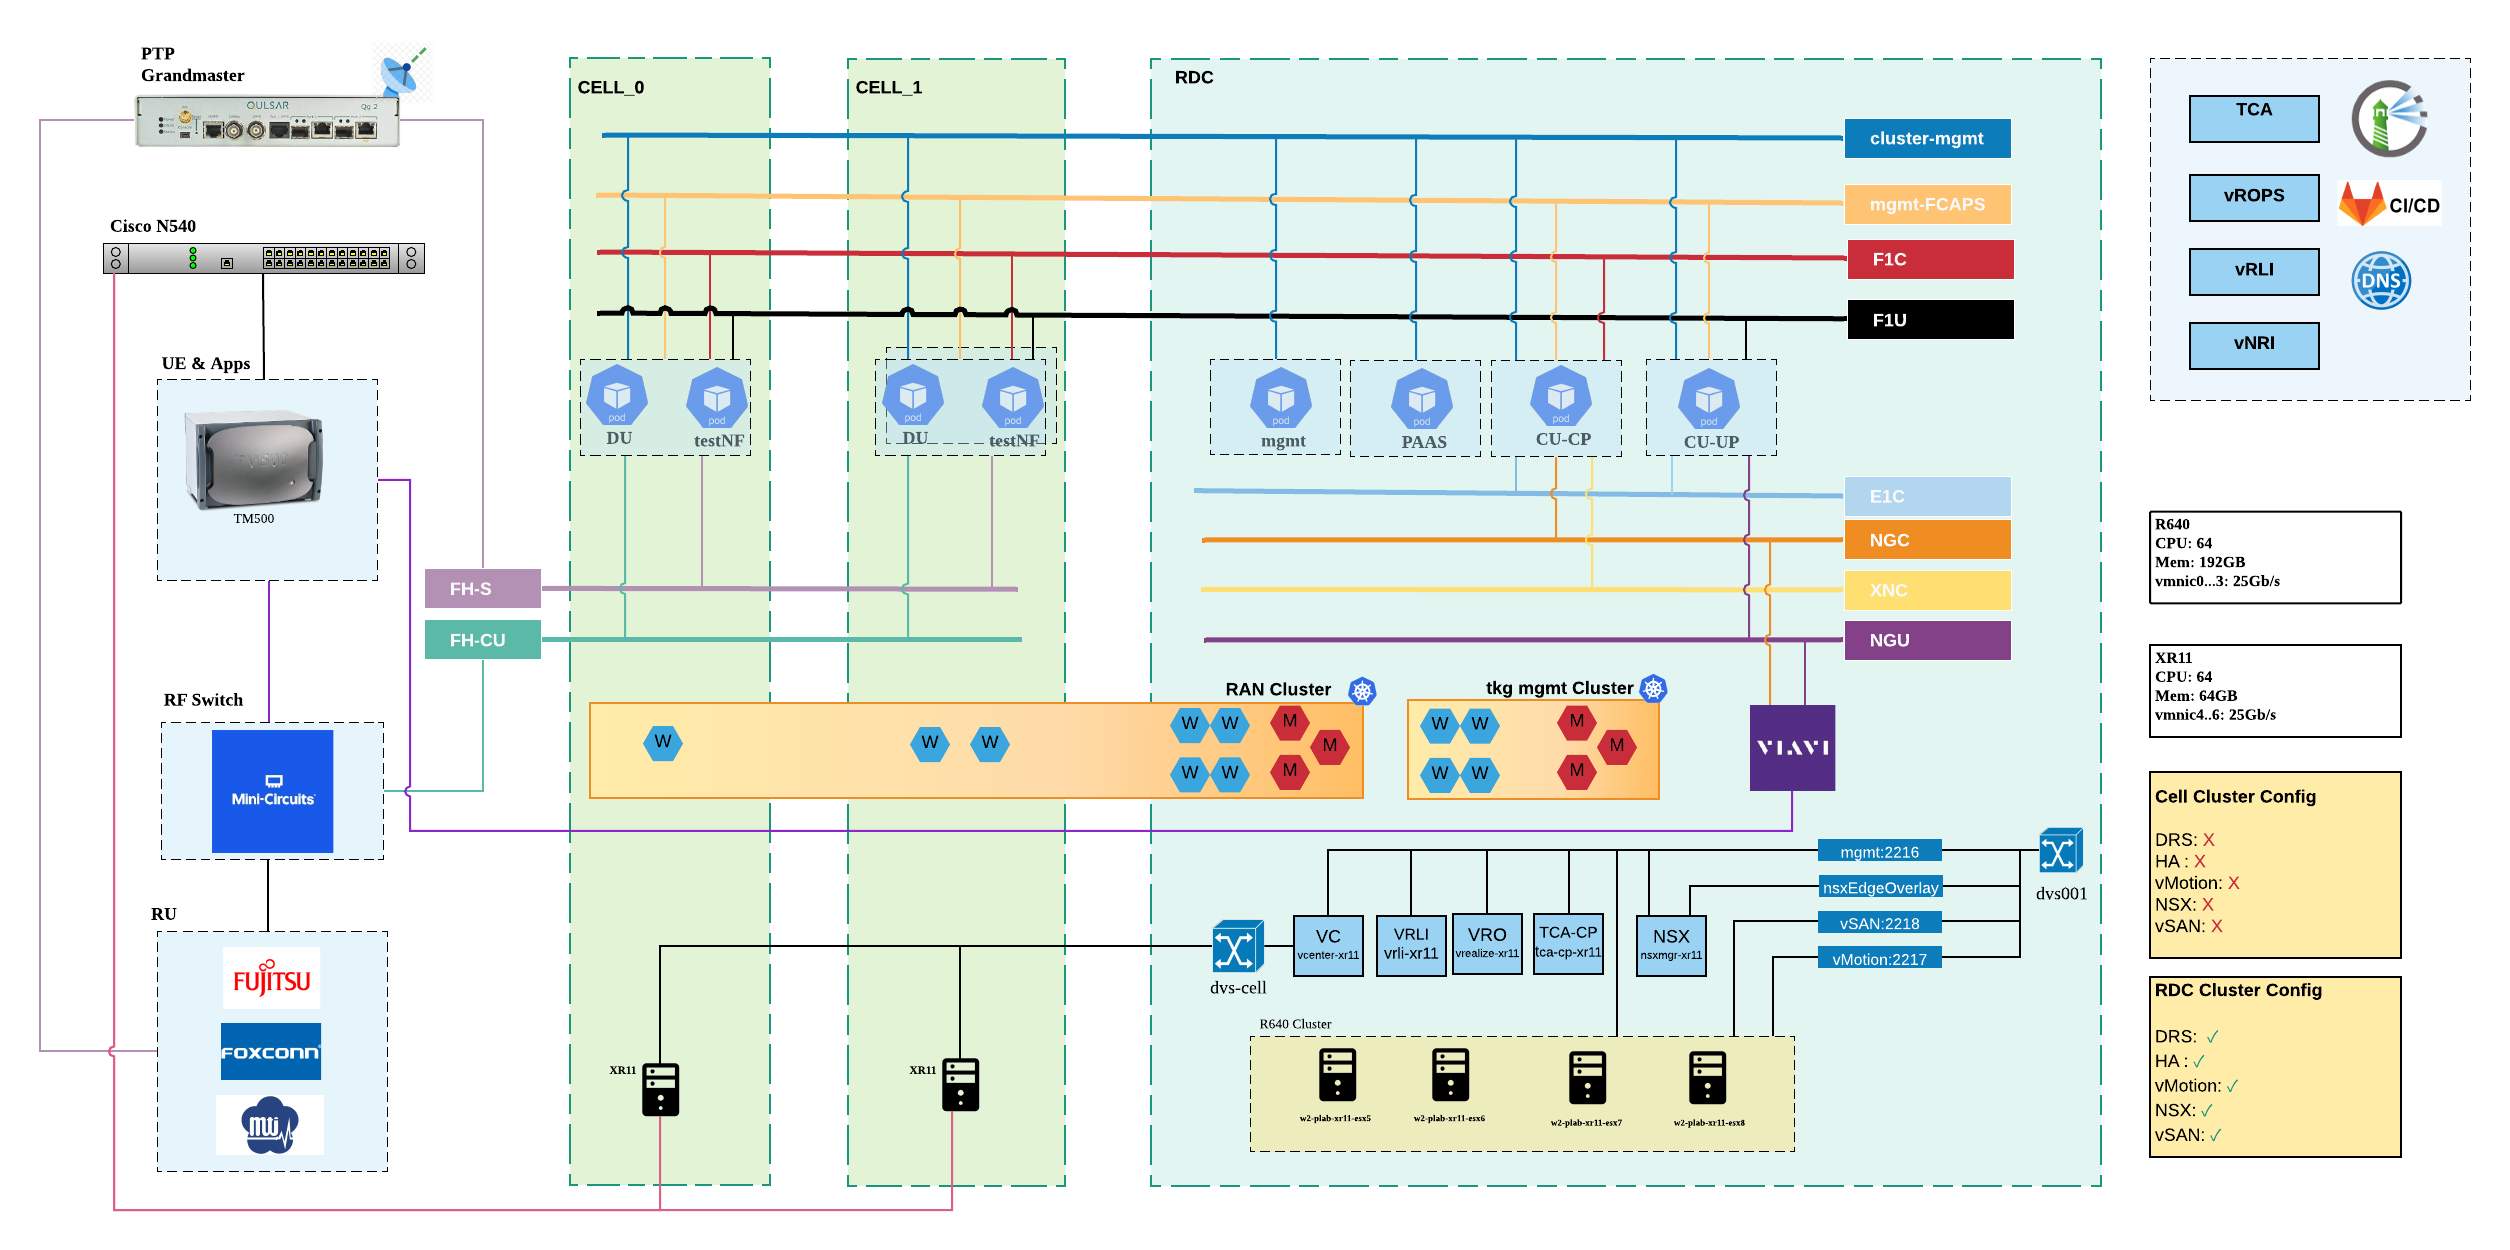 PTP
Grandmaster
QULSAR
Qg 2
Cisco N540
UE & Apps
TM500
TM500
FH-S
FH-CU
RF Switch
Mini-Circuits
RU
FUJITSU
FOXCONN
mti
CELL_0
CELL_1
RDC
cluster-mgmt
mgmt-FCAPS
F1C
F1U
pod
DU
pod
testNF
pod
DU
pod
testNF
pod
mgmt
pod
PAAS
pod
CU-CP
pod
CU-UP
E1C
NGC
XNC
NGU
RAN Cluster
W
W
W
W
W
W
W
M
M
M
tkg mgmt Cluster
W
W
W
W
M
M
M
VIAVI
mgmt:2216
nsxEdgeOverlay
vSAN:2218
vMotion:2217
dvs001
dvs-cell
VC
vcenter-xr11
VRLI
vrli-xr11
VRO
vrealize-xr11
TCA-CP
tca-cp-xr11
NSX
nsxmgr-xr11
XR11
XR11
R640 Cluster
w2-plab-xr11-esx5
w2-plab-xr11-esx6
w2-plab-xr11-esx7
w2-plab-xr11-esx8
TCA
vROPS
vRLI
vNRI
CI/CD
DNS
R640
CPU: 64
Mem: 192GB
vmnic0...3: 25Gb/s
XR11
CPU: 64
Mem: 64GB
vmnic4..6: 25Gb/s
Cell Cluster Config
DRS: X
HA : X
vMotion: X
NSX: X
vSAN: X
RDC Cluster Config
DRS: ✓
HA : ✓
vMotion: ✓
NSX: ✓
vSAN: ✓